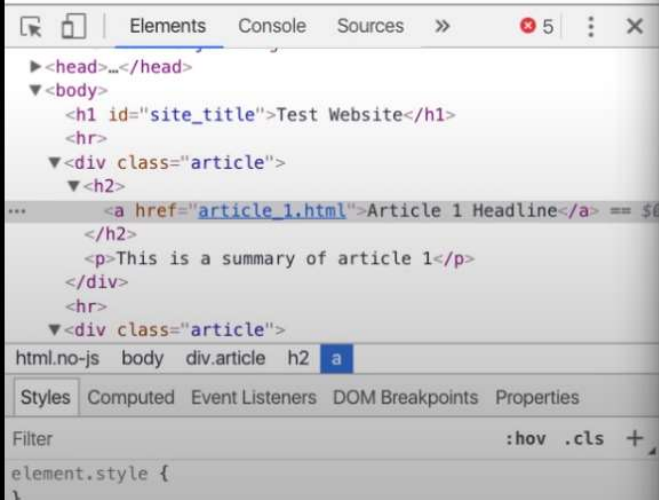 Elements Console Sources » 5
<head>…</head>
<body>
<h1 id="site_title">Test Website</h1>
<hr>
<div class="article">
<h2>
... <a href="article_1.html">Article 1 Headline</a> ==
</h2>
<p>This is a summary of article 1</p>
</div>
<hr>
<div class="article">
html.no-js body div.article h2 a
Styles Computed Event Listeners DOM Breakpoints Properties
Filter :hov .cls +
element.style {
}